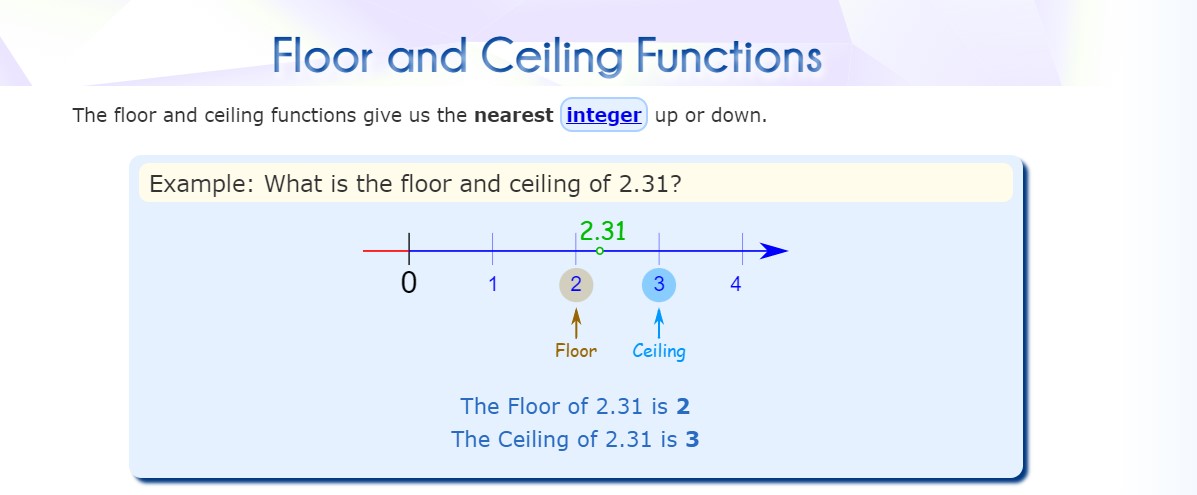 Floor and Ceiling Functions
The floor and ceiling functions give us the nearest integer up or down.
Example: What is the floor and ceiling of 2.31?
2.31
0 1 2 3 4
Floor Ceiling
The Floor of 2.31 is 2
The Ceiling of 2.31 is 3